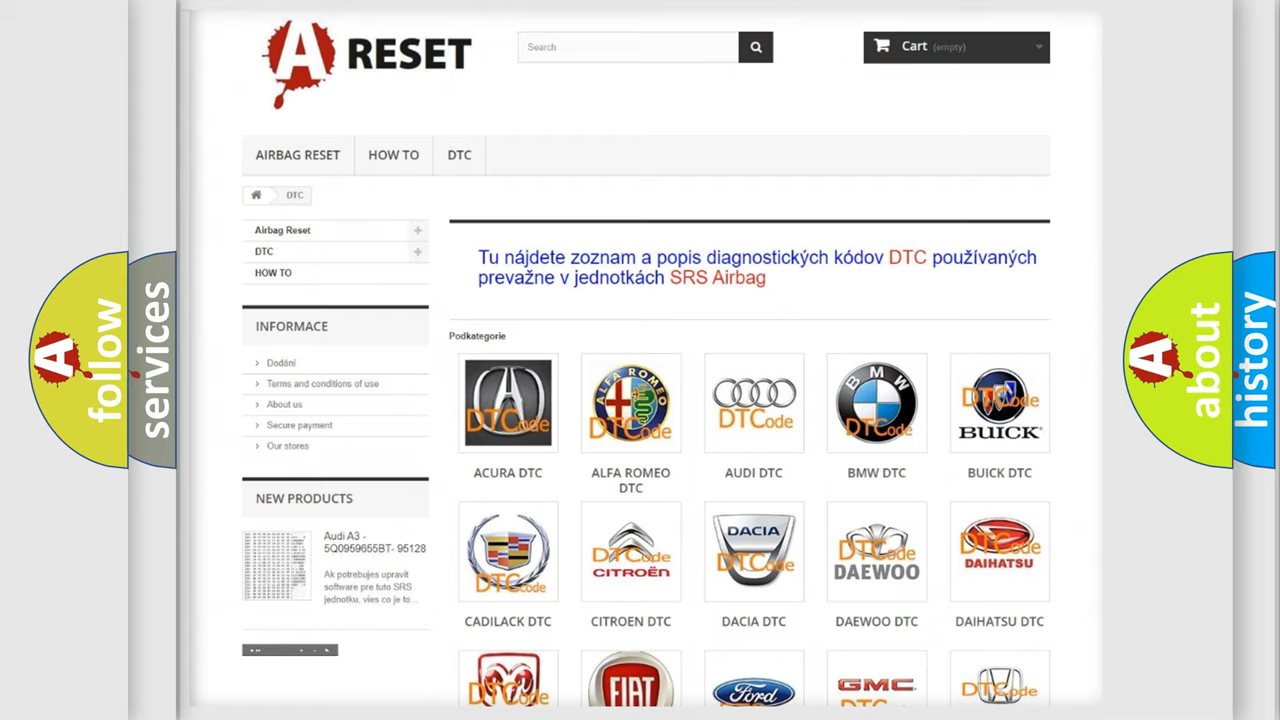 A RESET
Search
Cart (empty)
AIRBAG RESET
HOW TO
DTC
DTC
Airbag Reset
DTC
HOW TO
Tu nájdete zoznam a popis diagnostických kódov DTC používaných
prevažne v jednotkách SRS Airbag
INFORMACE
Dodání
Terms and conditions of use
About us
Secure payment
Our stores
Podkategorie
DTCode
ALFA ROMEO
DTCode
DTCode
BMW
DTCode
DTCode
BUICK
ACURA DTC
ALFA ROMEO
DTC
AUDI DTC
BMW DTC
BUICK DTC
NEW PRODUCTS
Audi A3 -
5Q0959655BT- 95128
Ak potrebujes upravit
software pre tuto SRS
jednotku, vies co je to...
DTCode
DTCode
CITROËN
DACIA
DTCode
DTCode
DAEWOO
DTCode
DAIHATSU
CADILACK DTC
CITROEN DTC
DACIA DTC
DAEWOO DTC
DAIHATSU DTC
DTCode
FIAT
Ford
GMC
DTCode
A follow
services
A about
history